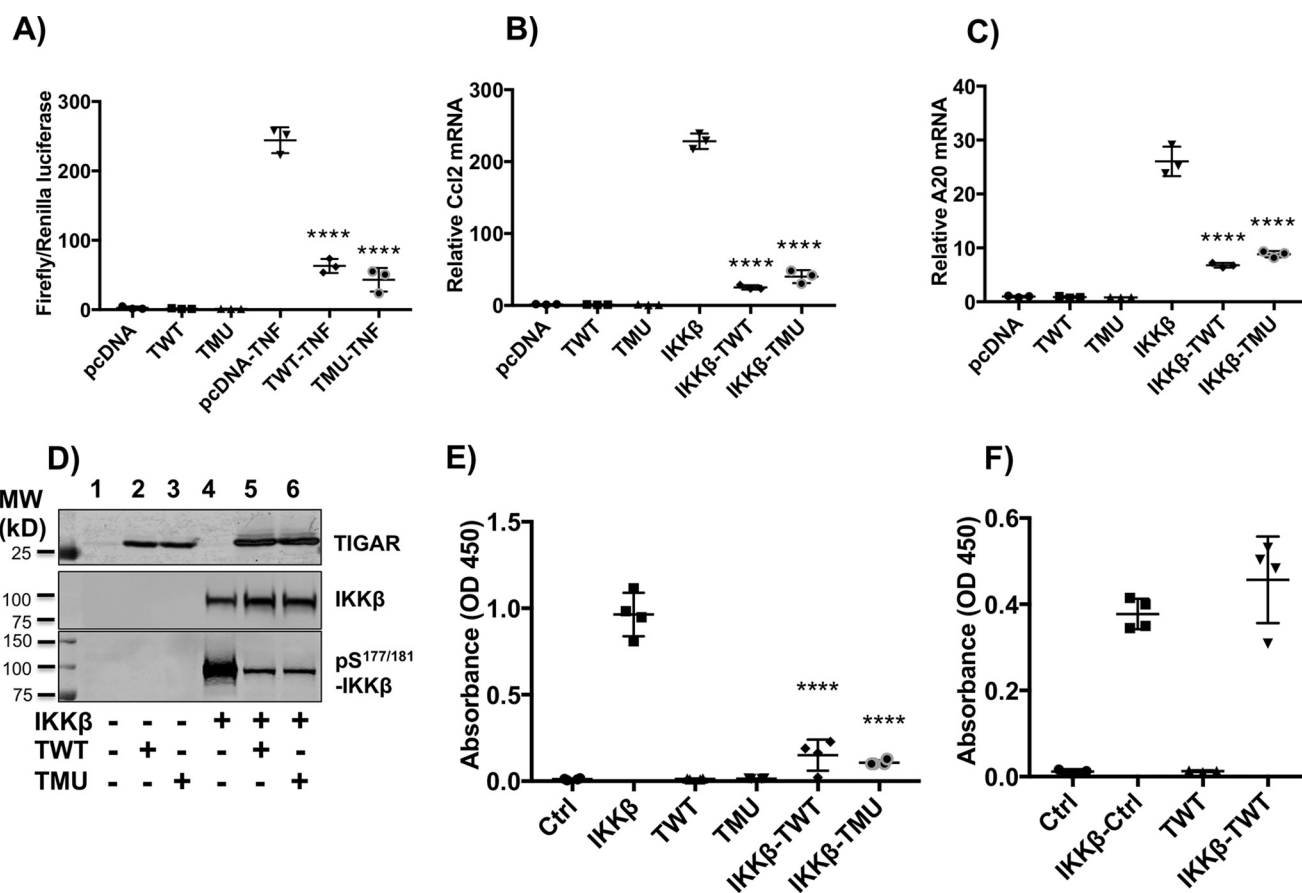 A)
Firefly/Renilla luciferase
300
200
100
0
****
****
pcDNA
TWT
TMU
pcDNA-TNF
TWT-TNF
TMU-TNF
B)
Relative Ccl2 mRNA
300
200
100
0
****
****
pcDNA
TWT
TMU
IKKβ
IKKβ-TWT
IKKβ-TMU
C)
Relative A20 mRNA
40
30
20
10
0
****
****
pcDNA
TWT
TMU
IKKβ
IKKβ-TWT
IKKβ-TMU
D)
MW
(kD)
1 2 3 4 5 6
25
TIGAR
100
75
IKKβ
150
100
75
pS177/181
-IKKβ
IKKβ - - - + + +
TWT - + - - + -
TMU - - + - - +
E)
Absorbance (OD 450)
1.5
1.0
0.5
0.0
****
****
Ctrl
IKKβ
TWT
TMU
IKKβ-TWT
IKKβ-TMU
F)
Absorbance (OD 450)
0.6
0.4
0.2
0.0
Ctrl
IKKβ-Ctrl
TWT
IKKβ-TWT